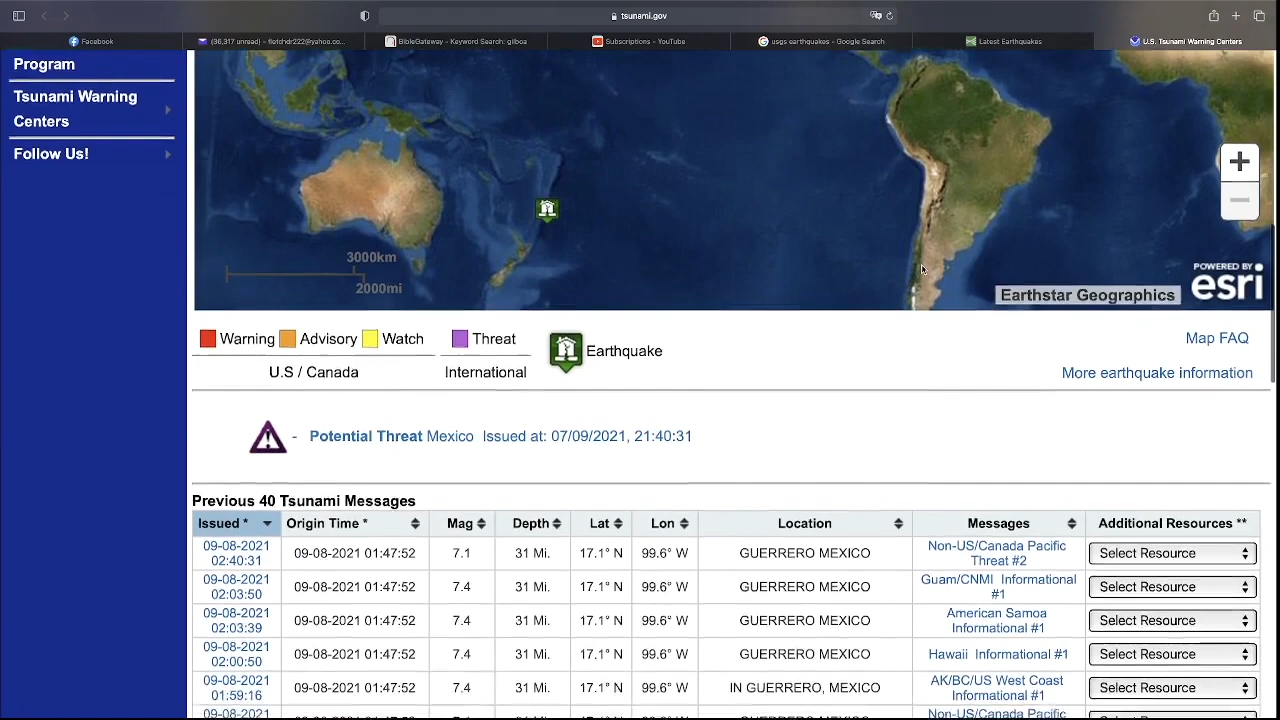 tsunami.gov
Facebook
(36,317 unread) - fletchdr222@yahoo.co...
BibleGateway - Keyword Search: gilboa
Subscriptions - YouTube
usgs earthquakes - Google Search
Latest Earthquakes
U.S. Tsunami Warning Centers
Program
Tsunami Warning
Centers
Follow Us!
3000km
2000mi
+
−
POWERED BY
esri
Earthstar Geographics
Warning Advisory Watch Threat Earthquake Map FAQ
U.S / Canada International More earthquake information
- Potential Threat Mexico Issued at: 07/09/2021, 21:40:31
Previous 40 Tsunami Messages
Issued * Origin Time * Mag Depth Lat Lon Location Messages Additional Resources **
09-08-2021
02:40:31 09-08-2021 01:47:52 7.1 31 Mi. 17.1° N 99.6° W GUERRERO MEXICO Non-US/Canada Pacific
Threat #2 Select Resource
09-08-2021
02:03:50 09-08-2021 01:47:52 7.4 31 Mi. 17.1° N 99.6° W GUERRERO MEXICO Guam/CNMI Informational
#1 Select Resource
09-08-2021
02:03:39 09-08-2021 01:47:52 7.4 31 Mi. 17.1° N 99.6° W GUERRERO MEXICO American Samoa
Informational #1 Select Resource
09-08-2021
02:00:50 09-08-2021 01:47:52 7.4 31 Mi. 17.1° N 99.6° W GUERRERO MEXICO Hawaii Informational #1 Select Resource
09-08-2021
01:59:16 09-08-2021 01:47:52 7.4 31 Mi. 17.1° N 99.6° W IN GUERRERO, MEXICO AK/BC/US West Coast
Informational #1 Select Resource
09-08-2021 Non-US/Canada Pacific